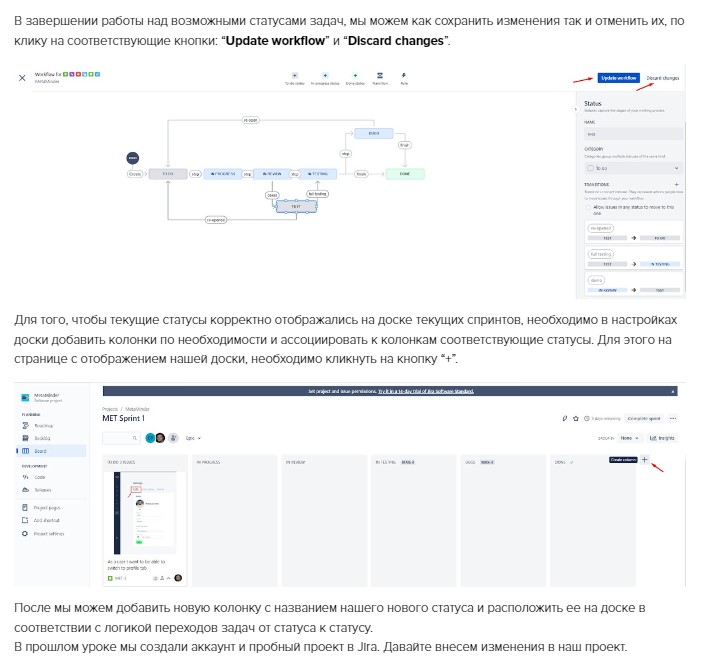 В завершении работы над возможными статусами задач, мы можем как сохранить изменения так и отменить их, по
клику на соответствующие кнопки: “Update workflow” и “Discard changes”.
Workflow for
MetaMinder
To-do status
In-progress status
Done status
Transition
Rule
Update workflow
Discard changes
Status
NAME
test
CATEGORY
To do
TRANSITIONS
Allow issues in any status to move to this
one
re-opened
TEST
TO DO
full testing
TEST
IN TESTING
demo
IN REVIEW
TEST
re-open
BUGS
final
step
START
Create
TO DO
step
IN PROGRESS
step
IN REVIEW
step
IN TESTING
finish
DONE
demo
full testing
TEST
re-opened
Для того, чтобы текущие статусы корректно отображались на доске текущих спринтов, необходимо в настройках
доски добавить колонки по необходимости и ассоциировать к колонкам соответствующие статусы. Для этого на
странице с отображением нашей доски, необходимо кликнуть на кнопку “+”.
MetaMinder
Software project
Set project and issue permissions. Try it in a 14-day trial of Jira Software Standard.
PLANNING
Roadmap
Backlog
Board
DEVELOPMENT
Code
Releases
Project pages
Add shortcut
Project settings
Projects / MetaMinder
MET Sprint 1
Complete sprint
Epic
GROUP BY
None
Insights
TO DO 1 ISSUES
IN PROGRESS
IN REVIEW
IN TESTING
BUGS
DONE
Create column
As a user I want to be able to
switch to profile tab.
После мы можем добавить новую колонку с названием нашего нового статуса и расположить ее на доске в
соответствии с логикой переходов задач от статуса к статусу.
В прошлом уроке мы создали аккаунт и пробный проект в Jira. Давайте внесем изменения в наш проект.